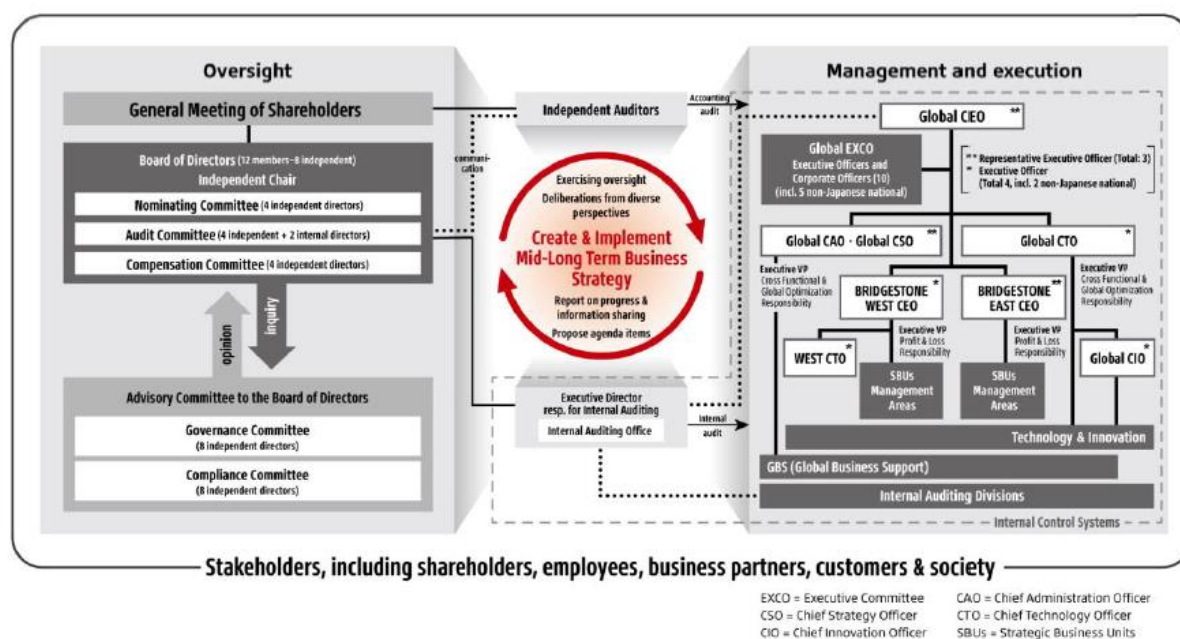 Oversight
General Meeting of Shareholders
Board of Directors (12 members–8 independent)
Independent Chair
Nominating Committee (4 independent directors)
Audit Committee (4 independent + 2 internal directors)
Compensation Committee (4 independent directors)
opinion
inquiry
Advisory Committee to the Board of Directors
Governance Committee
(8 independent directors)
Compliance Committee
(8 independent directors)
Independent Auditors
communi-
cation
Accounting
audit
Exercising oversight
Deliberations from diverse
perspectives
Create & Implement
Mid-Long Term Business
Strategy
Report on progress &
information sharing
Propose agenda items
Executive Director
resp. for Internal Auditing
Internal Auditing Office
Internal
audit
Management and execution
Global CIEO **
Global EXCO
Executive Officers and
Corporate Officers (10)
(incl. 5 non-Japanese national)
** Representative Executive Officer (Total: 3)
* Executive Officer
(Total 4, incl. 2 non-Japanese national)
Global CAO · Global CSO **
Global CTO *
Executive VP
Cross Functional &
Global Optimization
Responsibility
BRIDGESTONE *
WEST CEO
BRIDGESTONE **
EAST CEO
Executive VP
Cross Functional &
Global Optimization
Responsibility
WEST CTO *
Executive VP
Profit & Loss
Responsibility
Executive VP
Profit & Loss
Responsibility
Global CIO *
SBUs
Management
Areas
SBUs
Management
Areas
Technology & Innovation
GBS (Global Business Support)
Internal Auditing Divisions
Internal Control Systems
Stakeholders, including shareholders, employees, business partners, customers & society
EXCO = Executive Committee
CAO = Chief Administration Officer
CSO = Chief Strategy Officer
CTO = Chief Technology Officer
CIO = Chief Innovation Officer
SBUs = Strategic Business Units